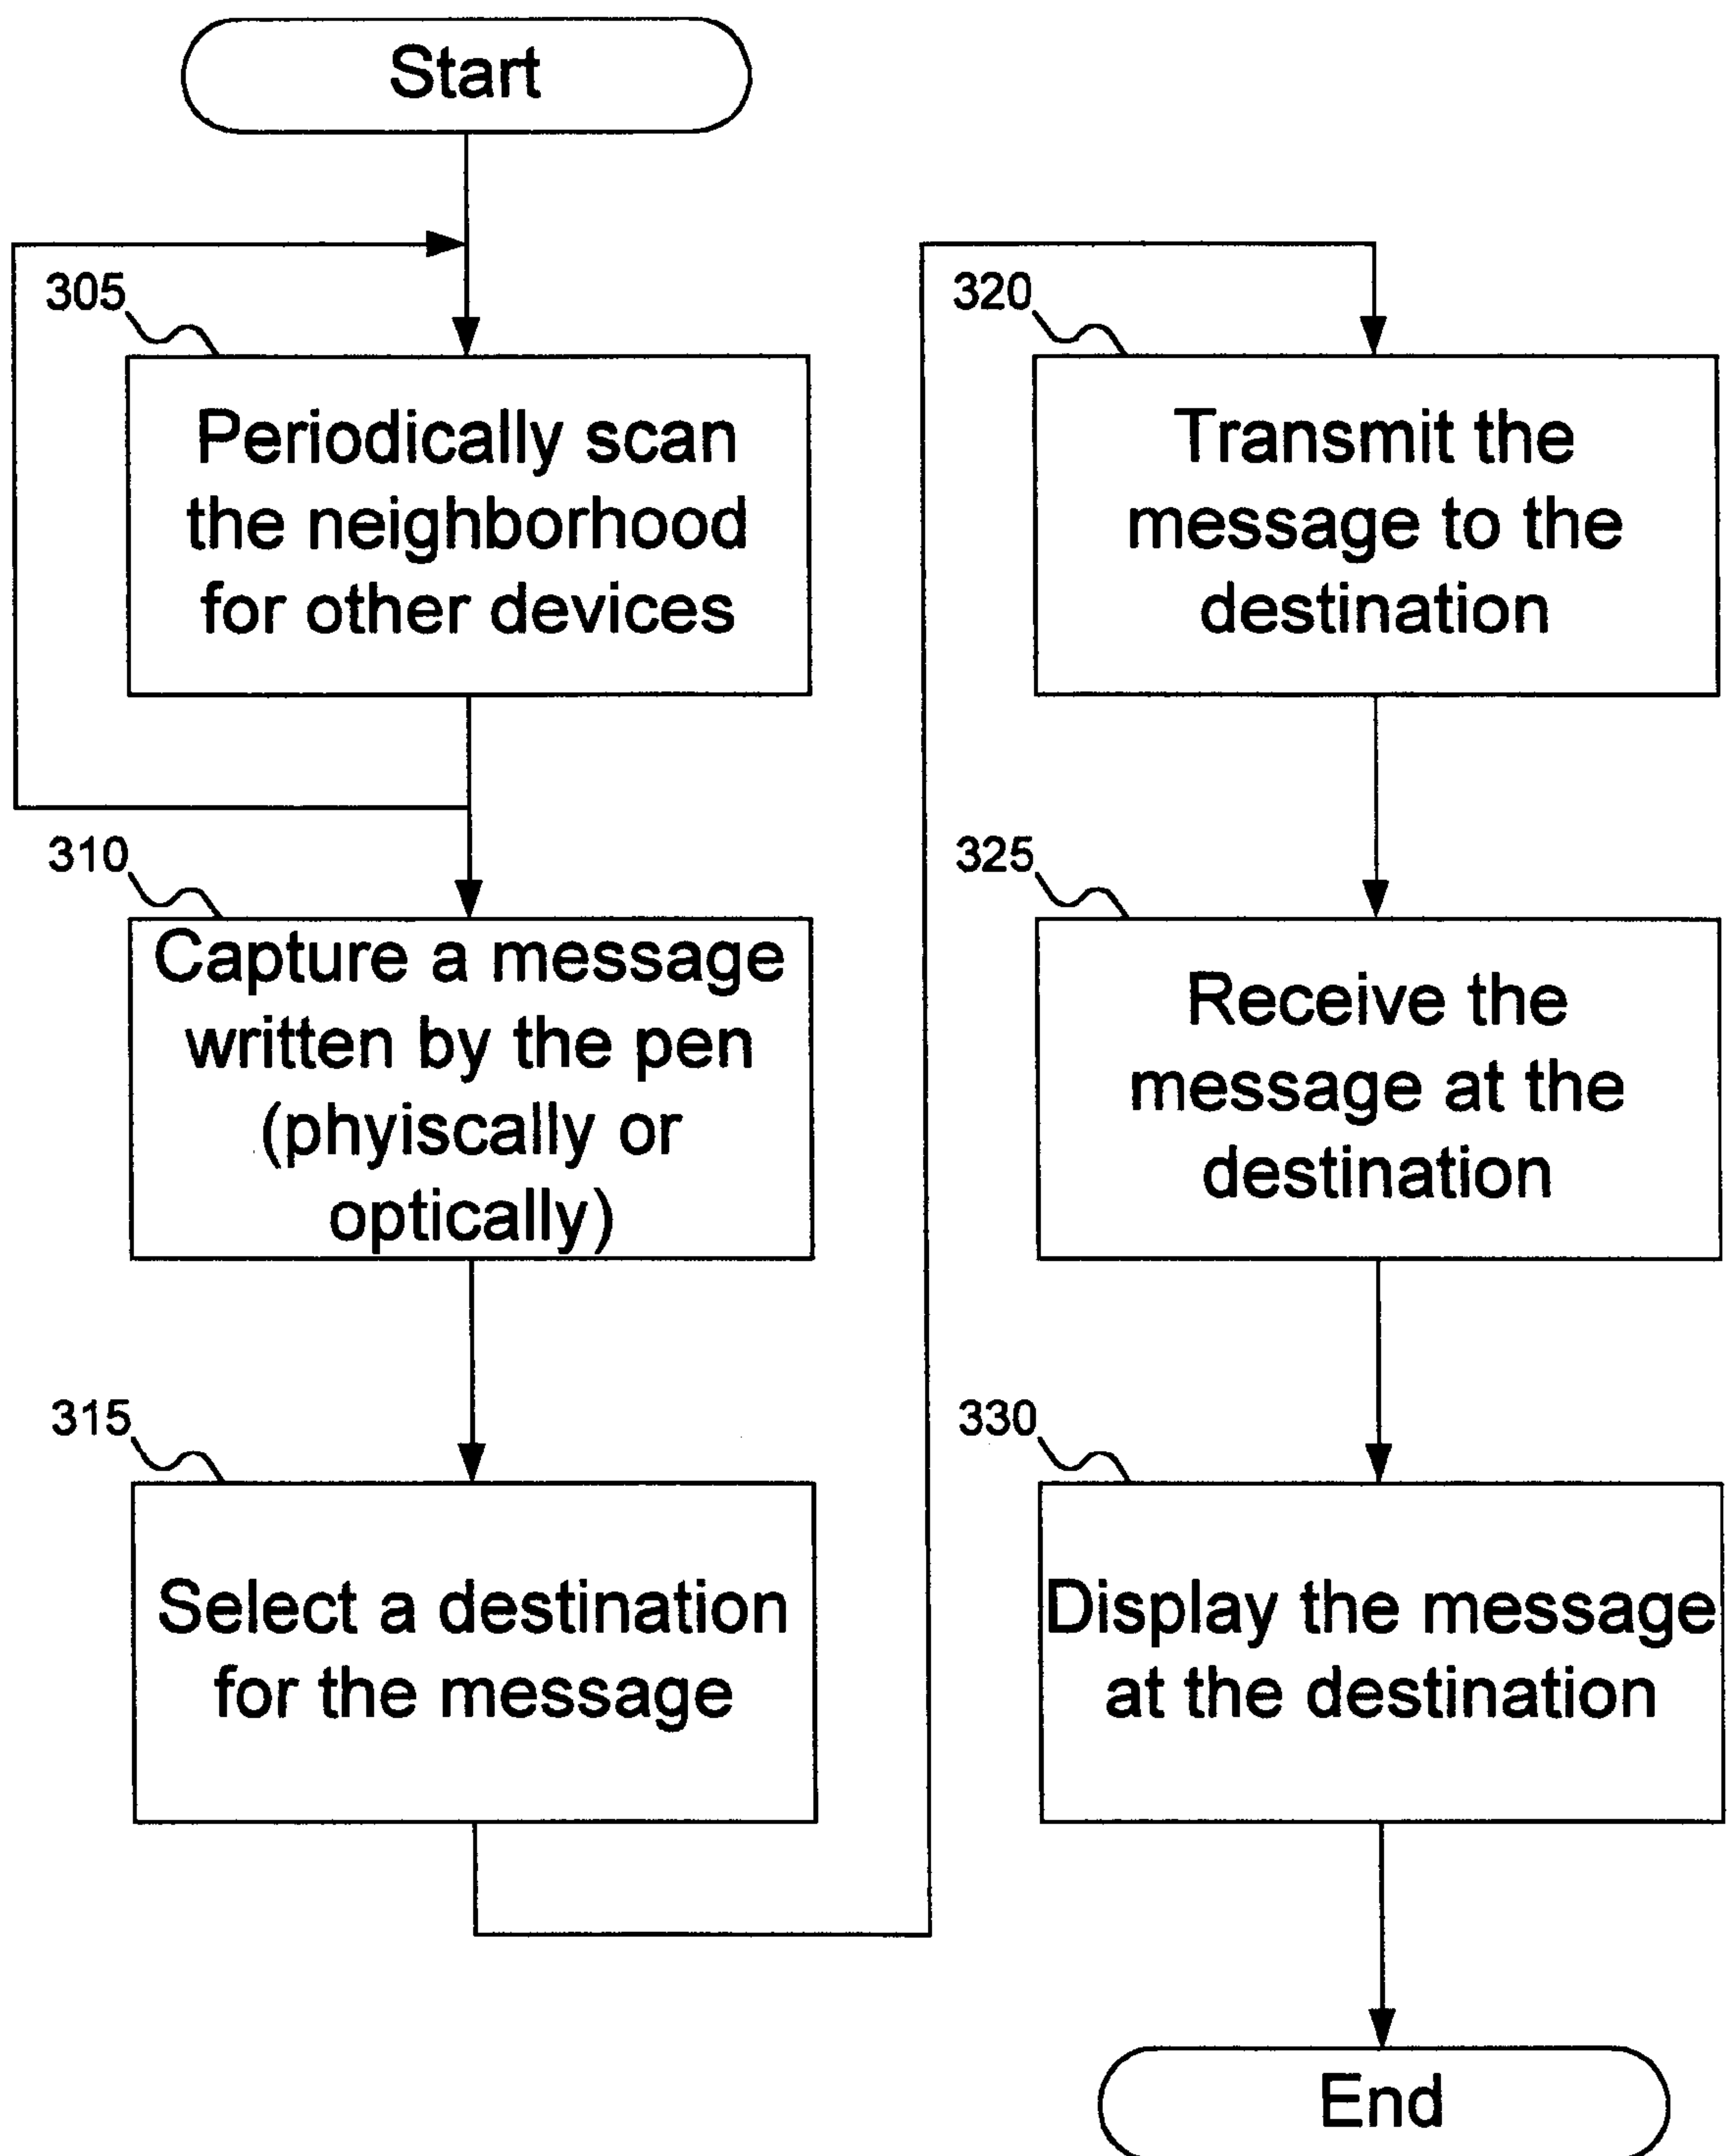 Start
305
Periodically scan
the neighborhood
for other devices
310
Capture a message
written by the pen
(phyiscally or
optically)
315
Select a destination
for the message
320
Transmit the
message to the
destination
325
Receive the
message at the
destination
330
Display the message
at the destination
End